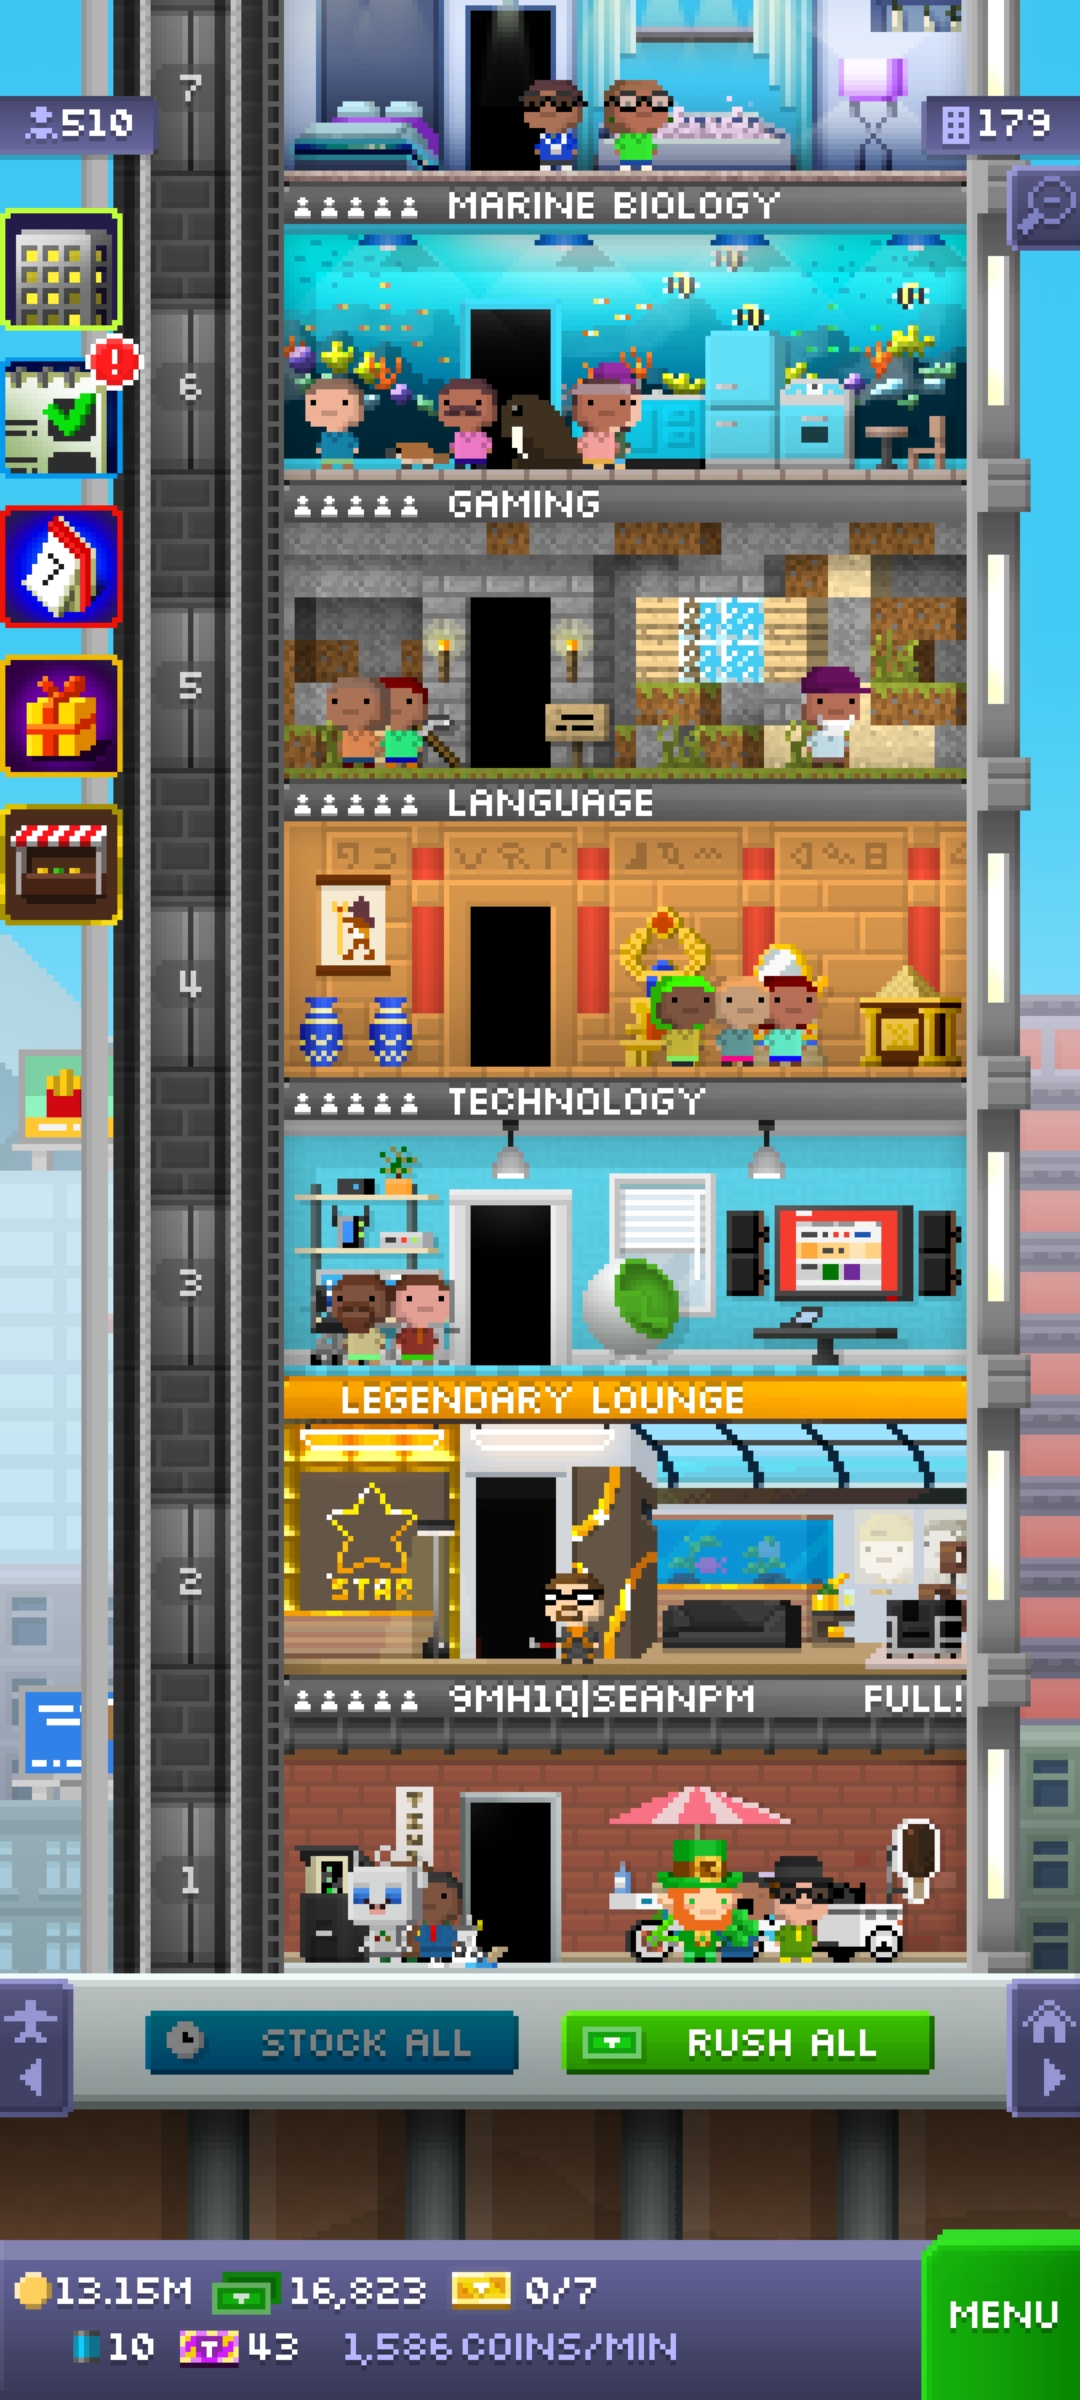 7
510
179
MARINE BIOLOGY
6
GAMING
7
5
LANGUAGE
4
TECHNOLOGY
3
LEGENDARY LOUNGE
STAR
2
9MH1Q|SEANPM FULL!
1
STOCK ALL
RUSH ALL
13.15M 16,823 0/7
10 43 1,586 COINS/MIN
MENU